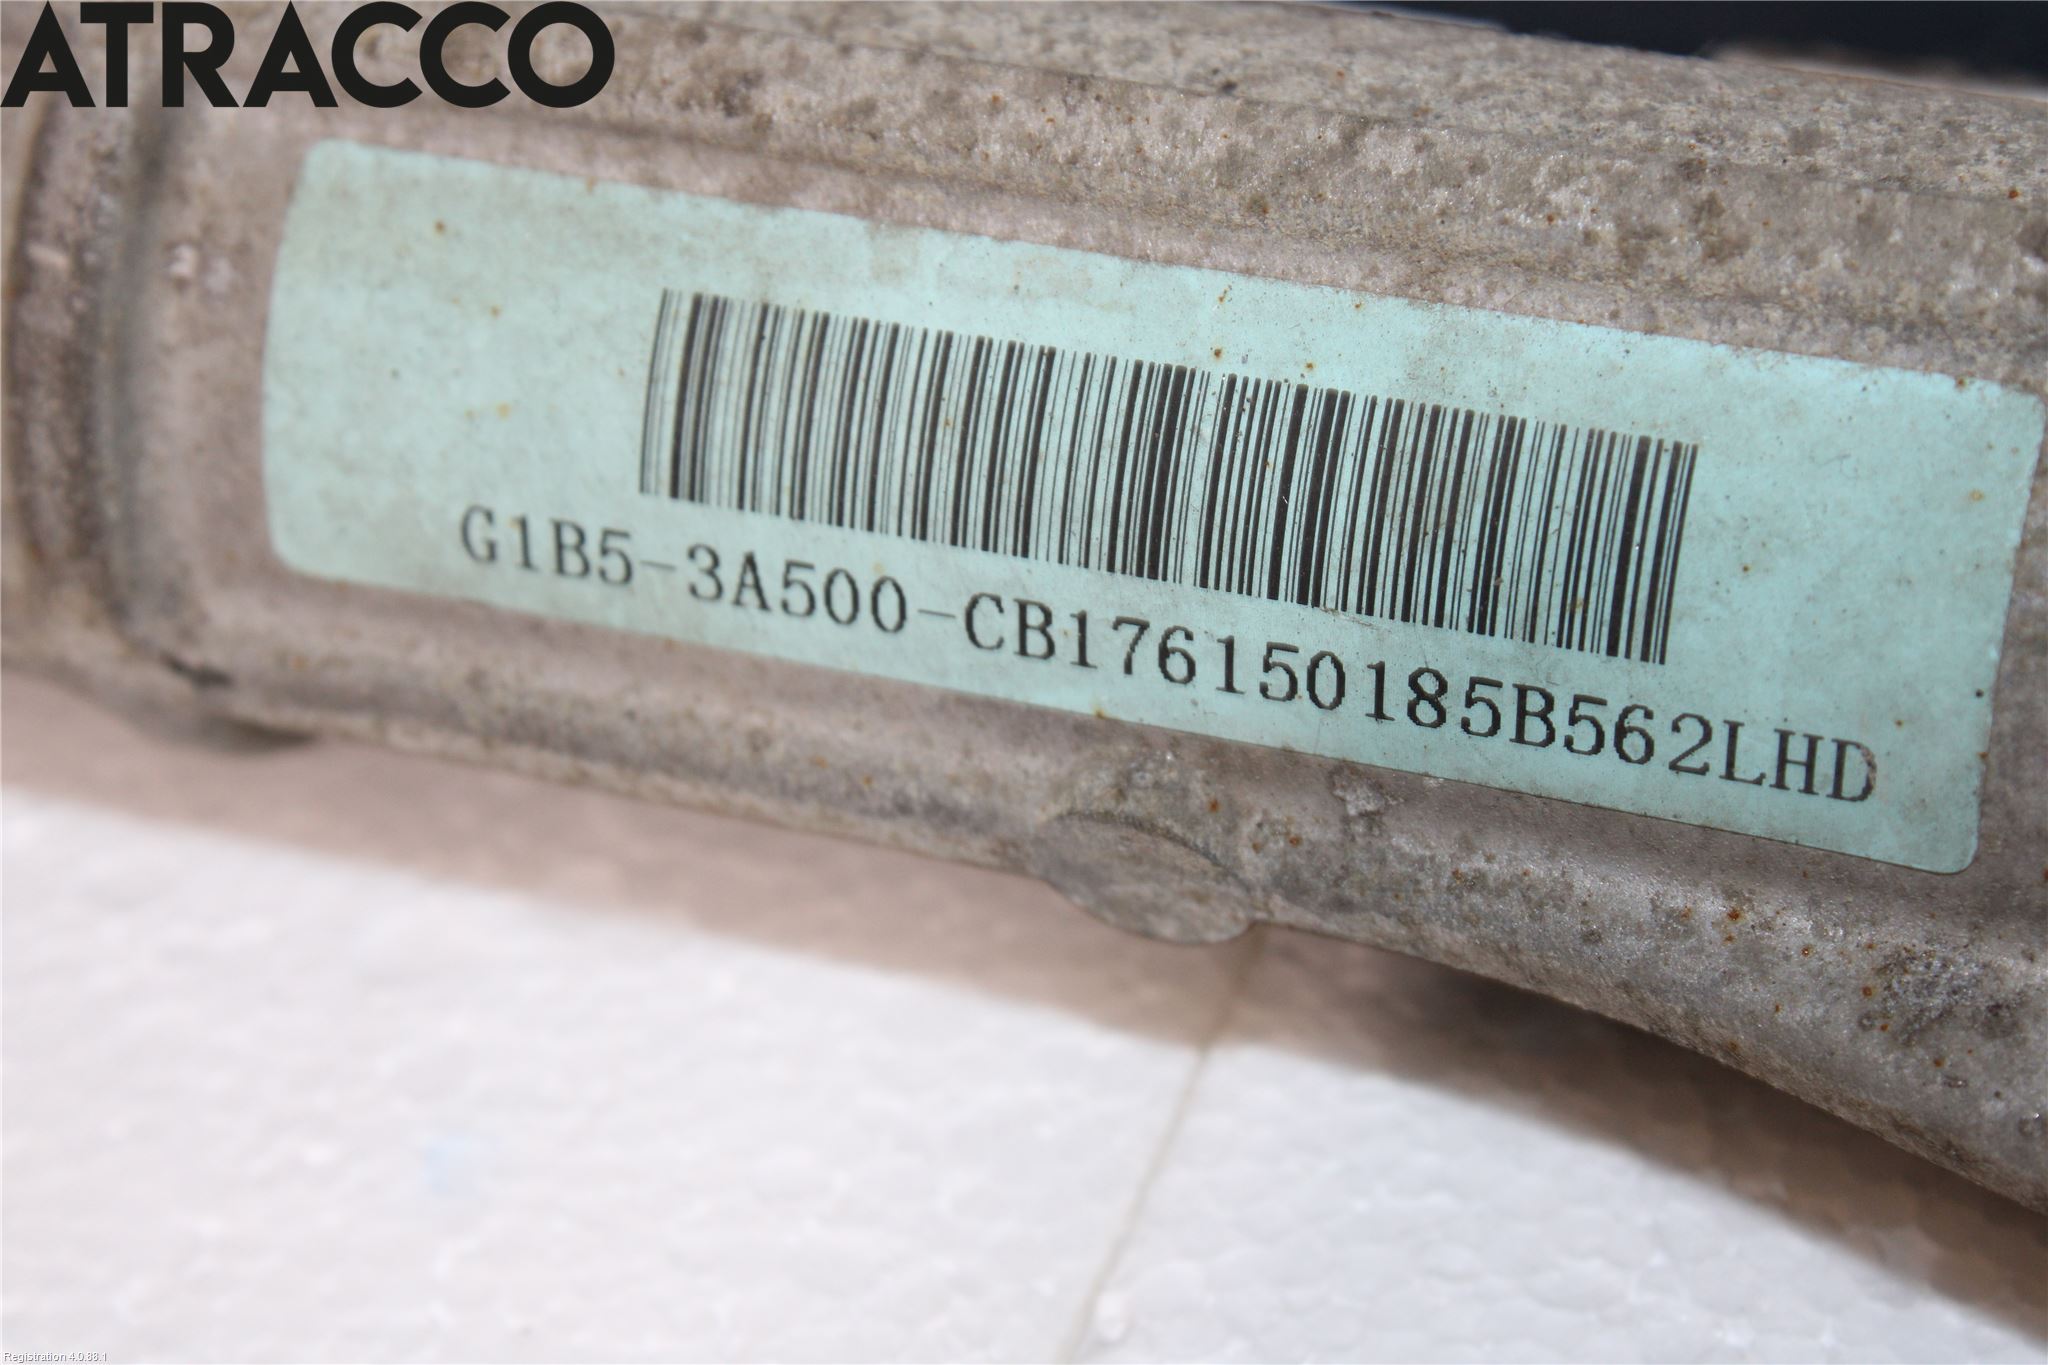 ATRACCO
G1B5-3A500-CB176150185B562LHD
Registration 4.0.88.1